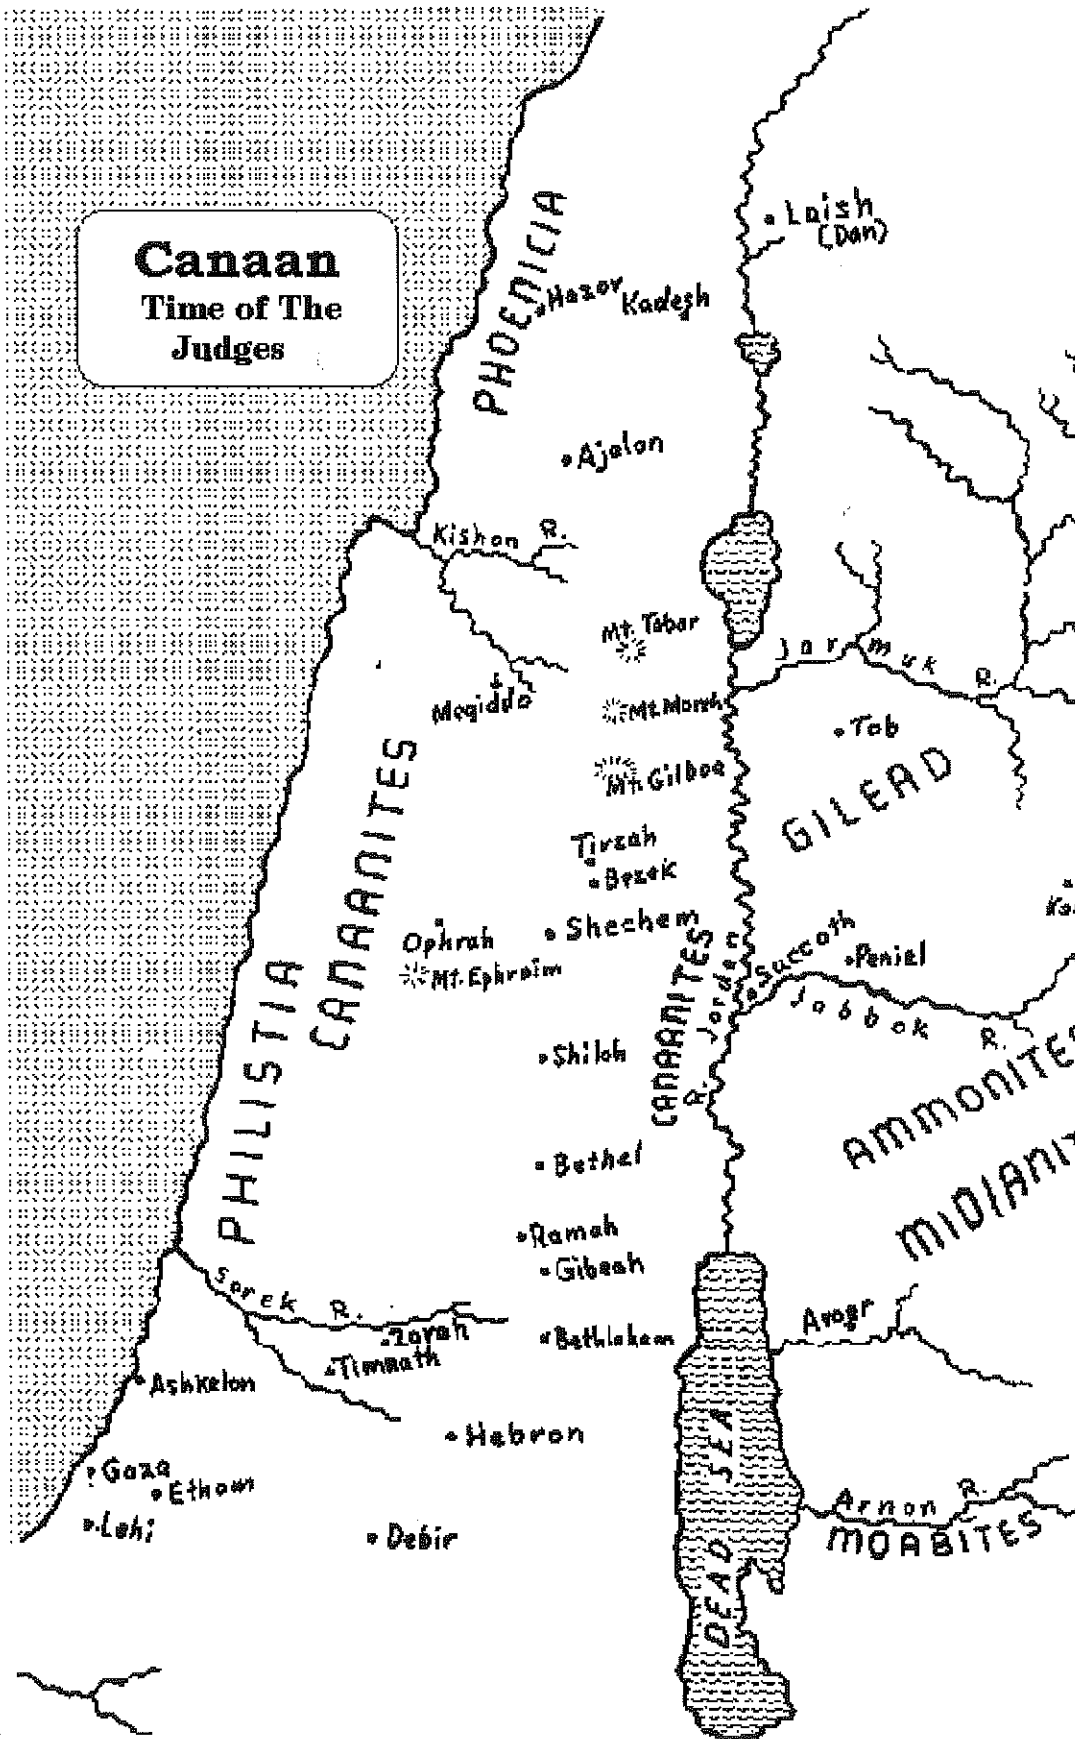 Canaan
Time of The
Judges
PHOENICIA
Laish
(Dan)
Hazor
Kadesh
Ajalon
Kishon R.
Mt. Tabor
Jarmuk R.
Megiddo
Mt. Moreh
Tob
Mt. Gilboa
GILEAD
CANAANITES
Tirzah
Bezek
Ophrah
Shechem
Mt. Ephraim
Succoth
Peniel
Jordan R.
Jabbok R.
CANAANITES
PHILISTIA
Shiloh
AMMONITES
MIDIANIT
Bethel
Ramah
Gibeah
Sorek R.
Zorah
Timnath
Bethlehem
Aroer
Ashkelon
Hebron
DEAD SEA
Gaza
Etham
Lehi
Debir
Arnon R.
MOABITES